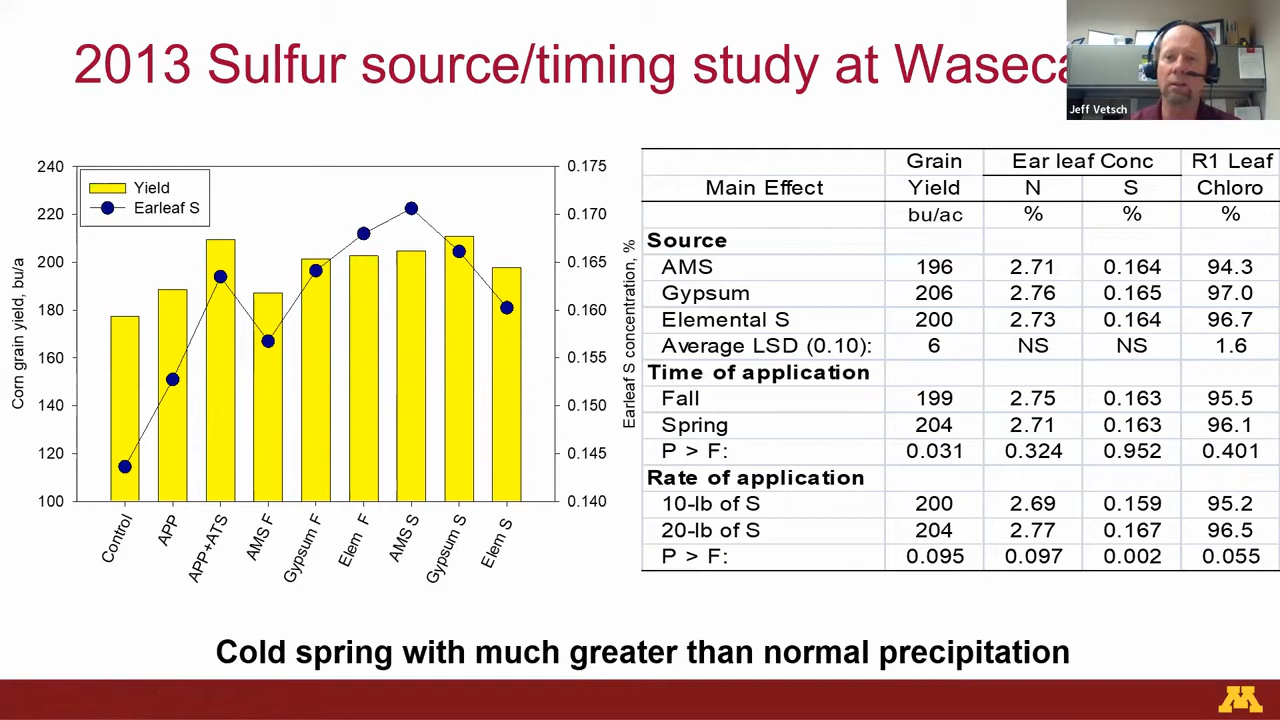 2013 Sulfur source/timing study at Waseca
Jeff Vetsch
Yield
Earleaf S
Corn grain yield, bu/a
240
220
200
180
160
140
120
100
0.175
0.170
0.165
0.160
0.155
0.150
0.145
0.140
Earleaf S concentration, %
Control
APP
APP+ATS
AMS F
Gypsum F
Elem F
AMS S
Gypsum S
Elem S
Grain Ear leaf Conc R1 Leaf
Main Effect Yield N S Chloro
bu/ac % % %
Source
AMS 196 2.71 0.164 94.3
Gypsum 206 2.76 0.165 97.0
Elemental S 200 2.73 0.164 96.7
Average LSD (0.10): 6 NS NS 1.6
Time of application
Fall 199 2.75 0.163 95.5
Spring 204 2.71 0.163 96.1
P > F: 0.031 0.324 0.952 0.401
Rate of application
10-lb of S 200 2.69 0.159 95.2
20-lb of S 204 2.77 0.167 96.5
P > F: 0.095 0.097 0.002 0.055
Cold spring with much greater than normal precipitation
M